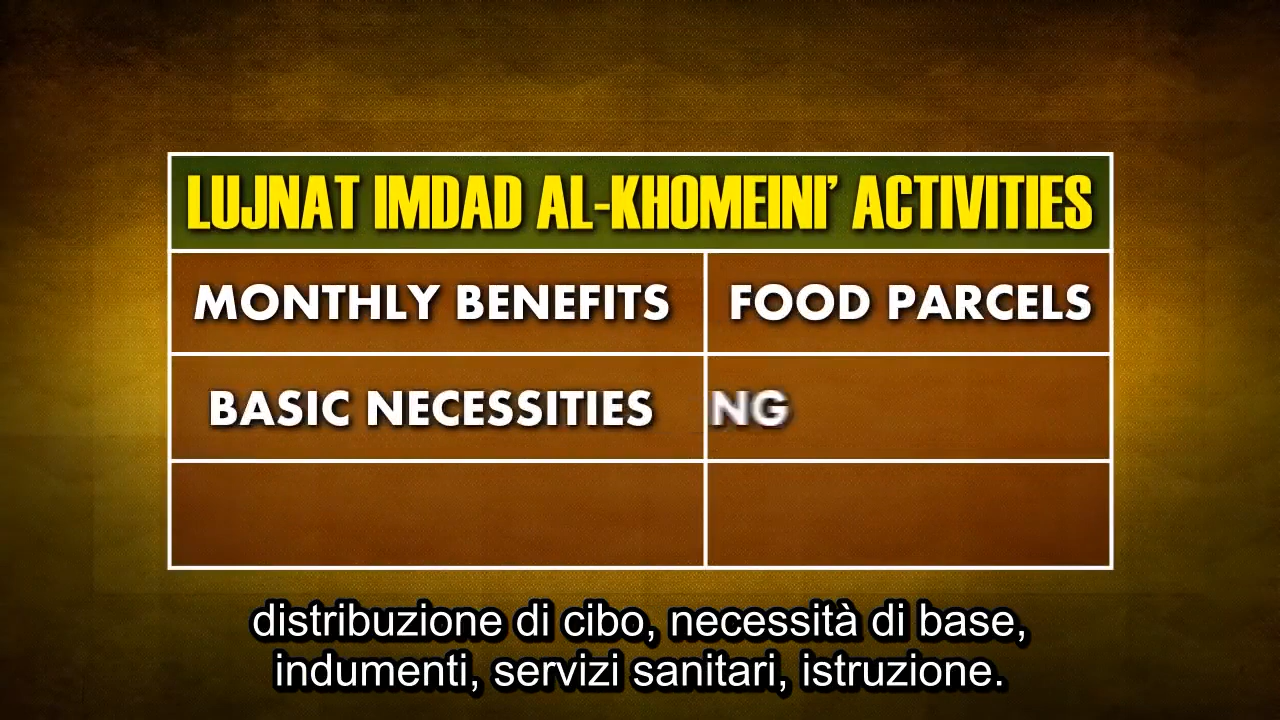 LUJNAT IMDAD AL-KHOMEINI’ ACTIVITIES
MONTHLY BENEFITS FOOD PARCELS
BASIC NECESSITIES NG
distribuzione di cibo, necessità di base,
indumenti, servizi sanitari, istruzione.